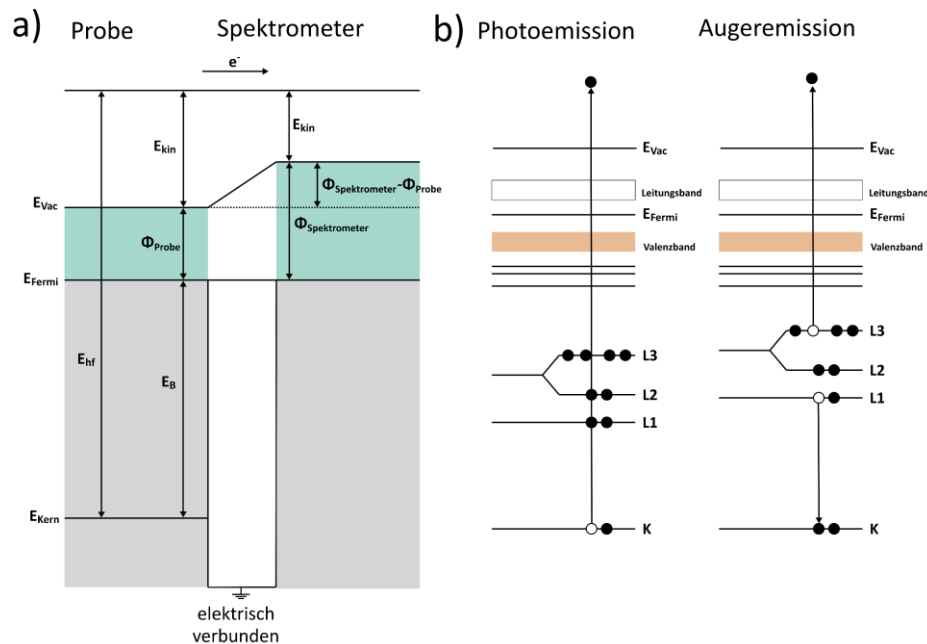 a)
Probe
Spektrometer
e-
Ekin
Ekin
ΦSpektrometer-ΦProbe
EVac
ΦProbe
ΦSpektrometer
EFermi
Ehf
EB
EKern
elektrisch
verbunden
b)
Photoemission
Augeremission
EVac
Leitungsband
EFermi
Valenzband
L3
L2
L1
K
EVac
Leitungsband
EFermi
Valenzband
L3
L2
L1
K